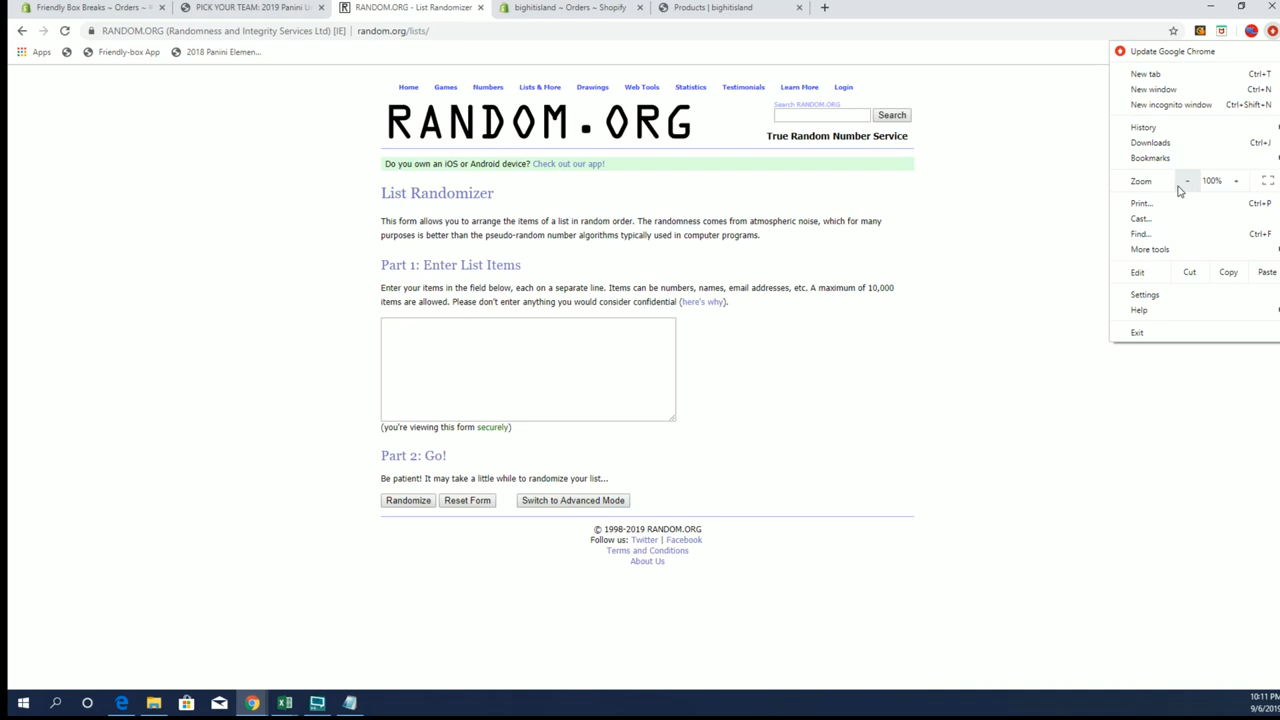 Friendly Box Breaks ~ Orders ~
PICK YOUR TEAM: 2019 Panini
RANDOM.ORG - List Randomizer
bighitisland ~ Orders ~ Shopify
Products | bighitisland
RANDOM.ORG (Randomness and Integrity Services Ltd) [IE] | random.org/lists/
Apps
Friendly-box App
2018 Panini Elemen...
Update Google Chrome
New tab Ctrl+T
New window Ctrl+N
New incognito window Ctrl+Shift+N
History
Downloads Ctrl+J
Bookmarks
Zoom - 100% +
Print... Ctrl+P
Cast...
Find... Ctrl+F
More tools
Edit Cut Copy Paste
Settings
Help
Exit
Home Games Numbers Lists & More Drawings Web Tools Statistics Testimonials Learn More Login
RANDOM.ORG
Search RANDOM.ORG
Search
True Random Number Service
Do you own an iOS or Android device? Check out our app!
List Randomizer
This form allows you to arrange the items of a list in random order. The randomness comes from atmospheric noise, which for many
purposes is better than the pseudo-random number algorithms typically used in computer programs.
Part 1: Enter List Items
Enter your items in the field below, each on a separate line. Items can be numbers, names, email addresses, etc. A maximum of 10,000
items are allowed. Please don't enter anything you would consider confidential (here's why).
(you're viewing this form securely)
Part 2: Go!
Be patient! It may take a little while to randomize your list...
Randomize Reset Form Switch to Advanced Mode
© 1998-2019 RANDOM.ORG
Follow us: Twitter | Facebook
Terms and Conditions
About Us
10:11 PM
9/6/2019